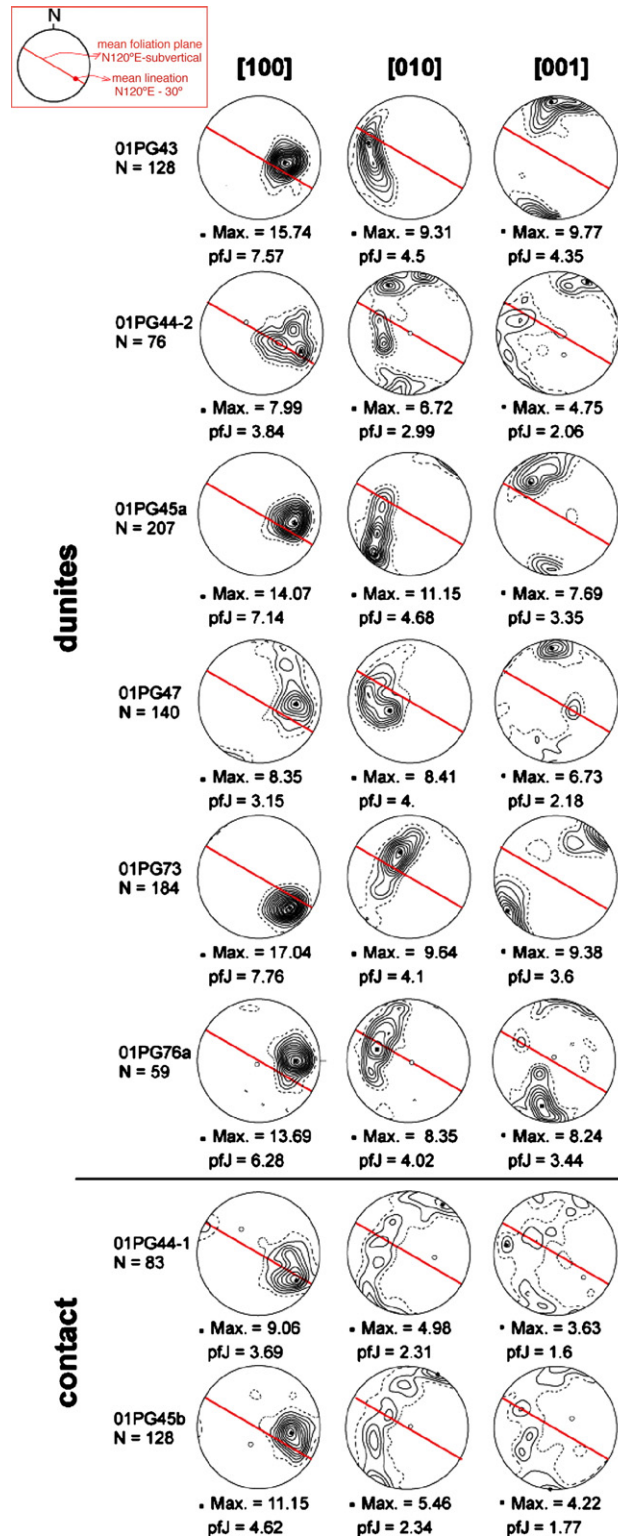 N
mean foliation plane
N120ºE-subvertical
mean lineation
N120ºE - 30º
[100] [010] [001]
dunites
01PG43
N = 128
Max. = 15.74 Max. = 9.31 Max. = 9.77
pfJ = 7.57 pfJ = 4.5 pfJ = 4.35
01PG44-2
N = 76
Max. = 7.99 Max. = 6.72 Max. = 4.75
pfJ = 3.84 pfJ = 2.99 pfJ = 2.06
01PG45a
N = 207
Max. = 14.07 Max. = 11.15 Max. = 7.69
pfJ = 7.14 pfJ = 4.68 pfJ = 3.35
01PG47
N = 140
Max. = 8.35 Max. = 8.41 Max. = 6.73
pfJ = 3.15 pfJ = 4. pfJ = 2.18
01PG73
N = 184
Max. = 17.04 Max. = 9.64 Max. = 9.38
pfJ = 7.76 pfJ = 4.1 pfJ = 3.6
01PG76a
N = 59
Max. = 13.69 Max. = 8.35 Max. = 8.24
pfJ = 6.28 pfJ = 4.02 pfJ = 3.44
contact
01PG44-1
N = 83
Max. = 9.06 Max. = 4.98 Max. = 3.63
pfJ = 3.69 pfJ = 2.31 pfJ = 1.6
01PG45b
N = 128
Max. = 11.15 Max. = 5.46 Max. = 4.22
pfJ = 4.62 pfJ = 2.34 pfJ = 1.77